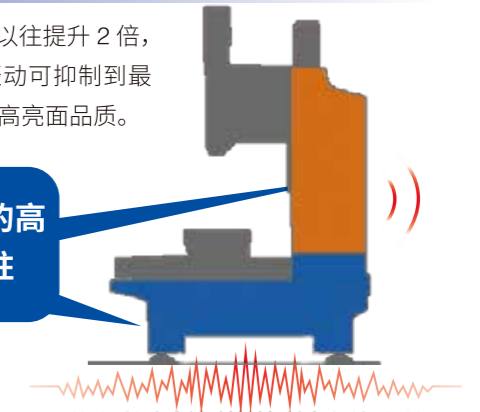 以往提升 2 倍，
动可抑制到最
高亮面品质。
的高
柱